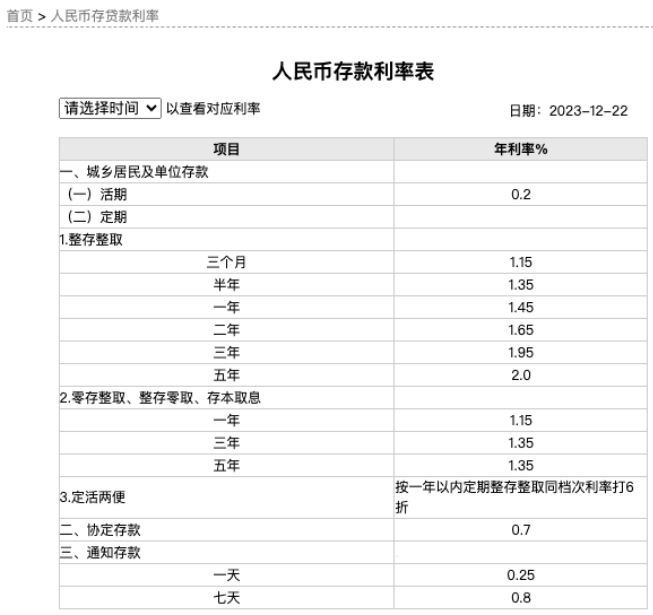 首页 > 人民币存贷款利率
人民币存款利率表
请选择时间 以查看对应利率 日期：2023-12-22
项目 年利率%
一、城乡居民及单位存款
（一）活期 0.2
（二）定期
1.整存整取
三个月 1.15
半年 1.35
一年 1.45
二年 1.65
三年 1.95
五年 2.0
2.零存整取、整存零取、存本取息
一年 1.15
三年 1.35
五年 1.35
3.定活两便 按一年以内定期整存整取同档次利率打6
折
二、协定存款 0.7
三、通知存款
一天 0.25
七天 0.8